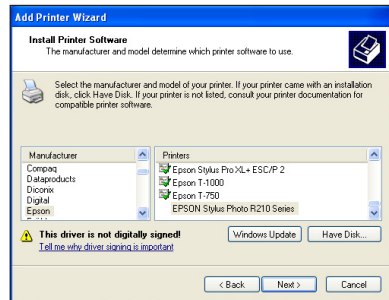 Add Printer Wizard
Install Printer Software
The manufacturer and model determine which printer software to use.
Select the manufacturer and model of your printer. If your printer came with an installation
disk, click Have Disk. If your printer is not listed, consult your printer documentation for
compatible printer software.
Manufacturer
Compaq
Dataproducts
Diconix
Digital
Epson
Printers
Epson Stylus Pro XL+ ESC/P 2
Epson T-1000
Epson T-750
EPSON Stylus Photo R210 Series
This driver is not digitally signed!
Tell me why driver signing is important
Windows Update
Have Disk...
< Back
Next >
Cancel